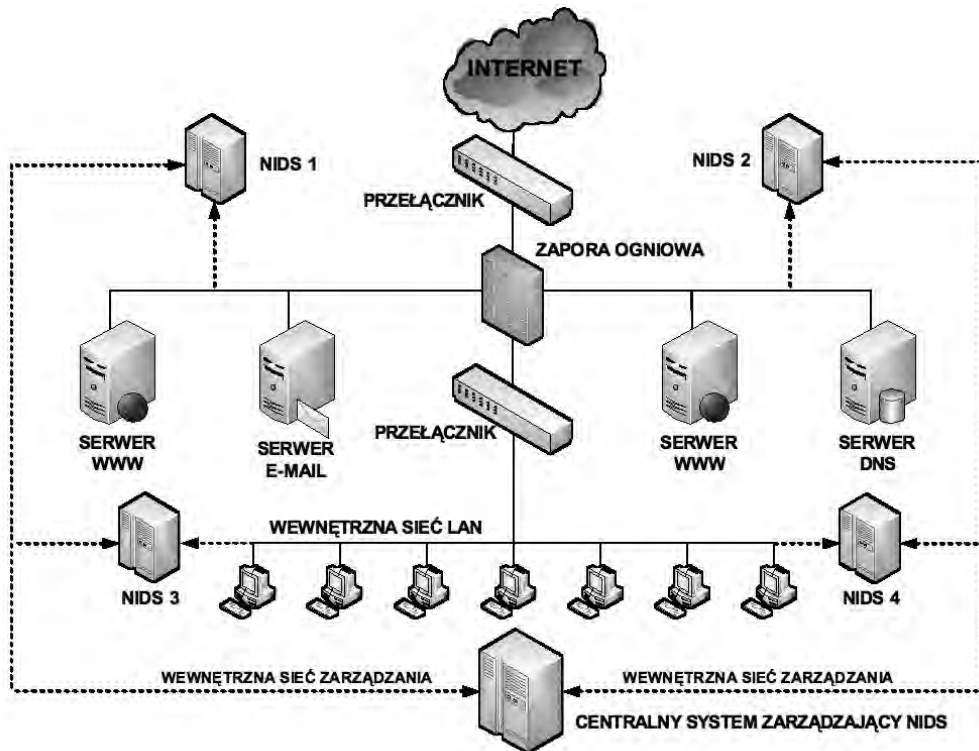 INTERNET
NIDS 1
NIDS 2
PRZEŁĄCZNIK
ZAPORA OGNIOWA
PRZEŁĄCZNIK
SERWER
WWW
SERWER
E-MAIL
SERWER
WWW
SERWER
DNS
WEWNĘTRZNA SIEĆ LAN
NIDS 3
NIDS 4
WEWNĘTRZNA SIEĆ ZARZĄDZANIA
WEWNĘTRZNA SIEĆ ZARZĄDZANIA
CENTRALNY SYSTEM ZARZĄDZAJĄCY NIDS